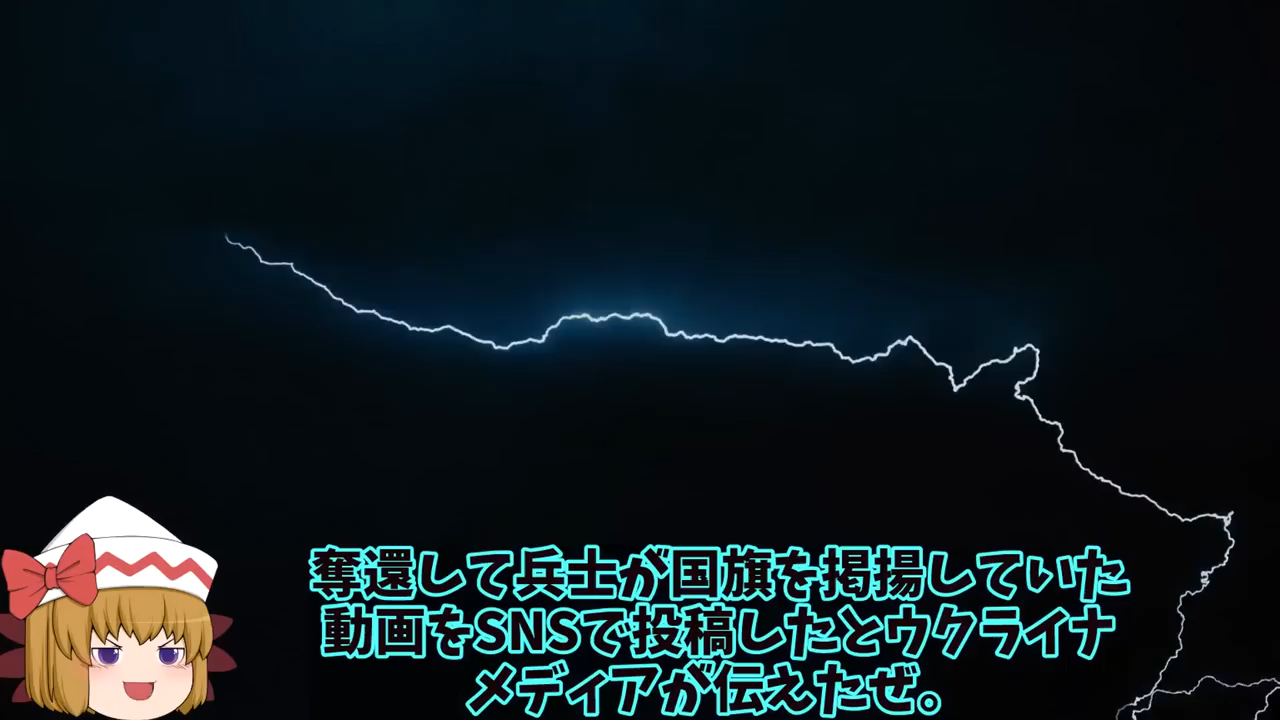 奪還して兵士が国旗を掲揚していた
動画をSNSで投稿したとウクライナ
メディアが伝えたぜ。